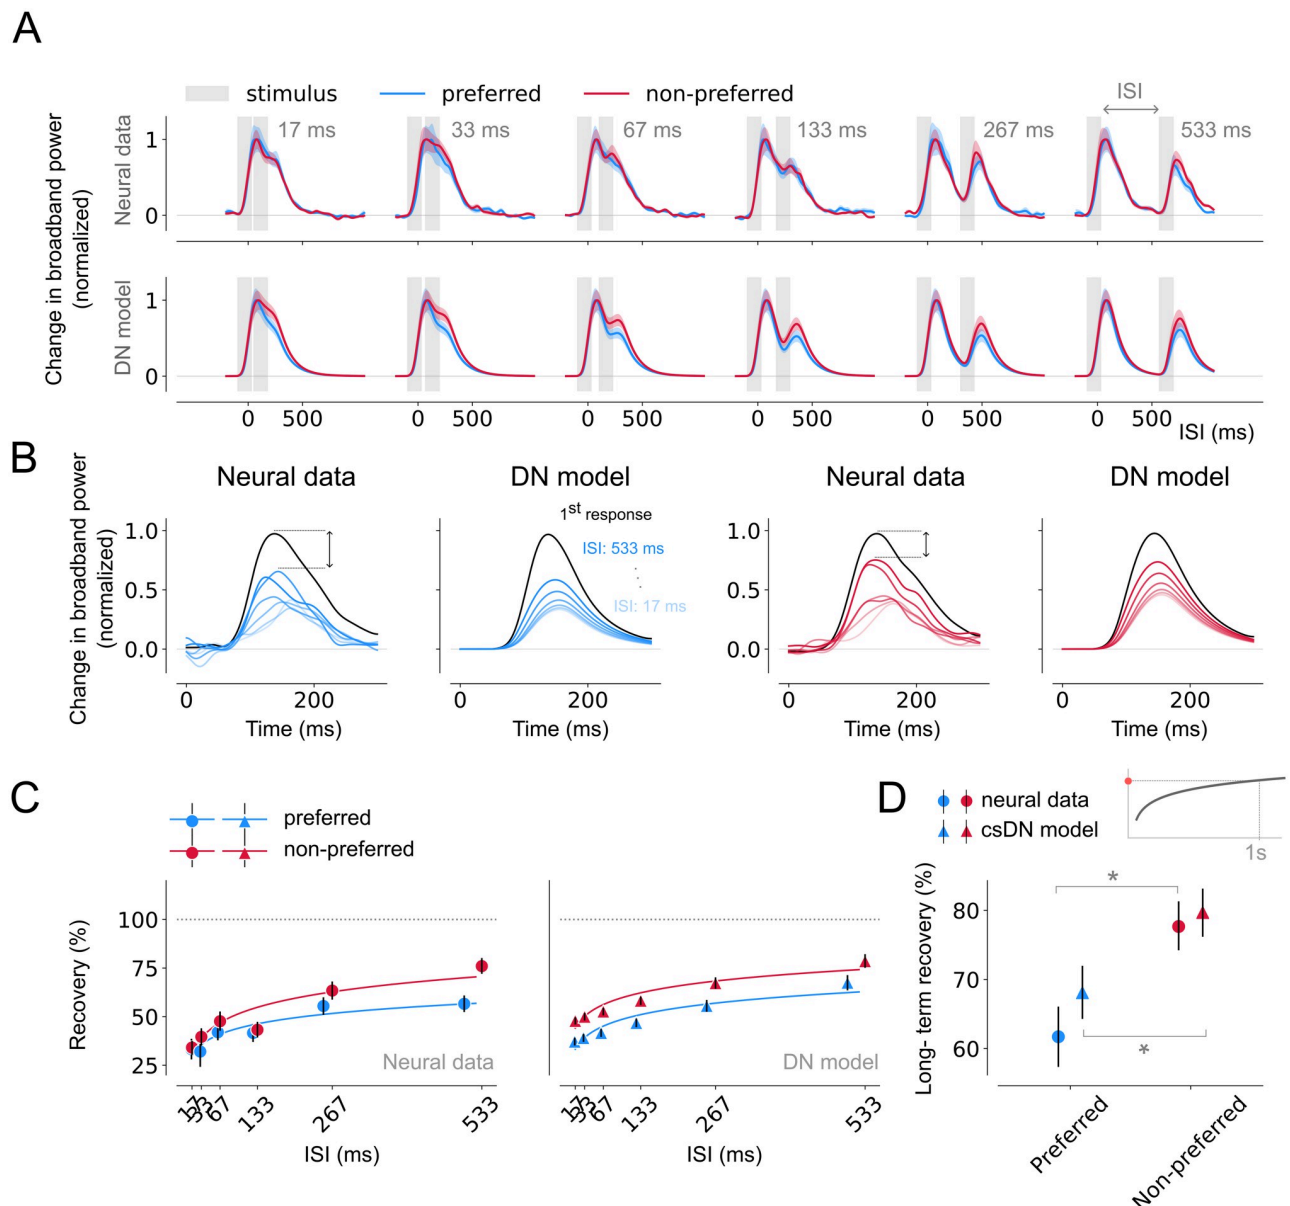 A
stimulus preferred non-preferred ISI
Change in broadband power
(normalized)
Neural data
1
0
17 ms 33 ms 67 ms 133 ms 267 ms 533 ms
DN model
1
0
0 500 0 500 0 500 0 500 0 500 0 500
ISI (ms)
B
Neural data DN model Neural data DN model
Change in broadband power
(normalized)
1.0
0.5
0.0
1st response
ISI: 533 ms
ISI: 17 ms
0 200 0 200 0 200 0 200
Time (ms) Time (ms) Time (ms) Time (ms)
C
preferred
non-preferred
Recovery (%)
100
75
50
25
Neural data DN model
17 33 67 133 267 533 17 33 67 133 267 533
ISI (ms) ISI (ms)
D
neural data
csDN model
1s
Long- term recovery (%)
80
70
60
*
*
Preferred Non-preferred